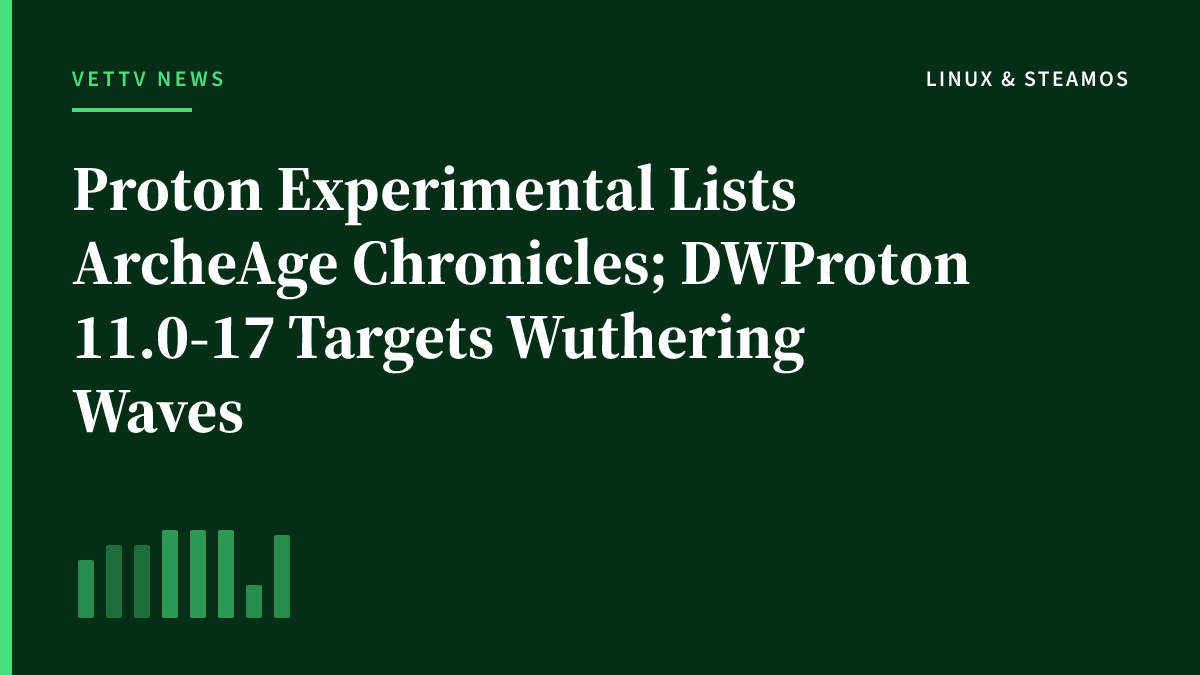 VETTV NEWS
LINUX & STEAMOS
Proton Experimental Lists
ArcheAge Chronicles; DWProton
11.0-17 Targets Wuthering
Waves